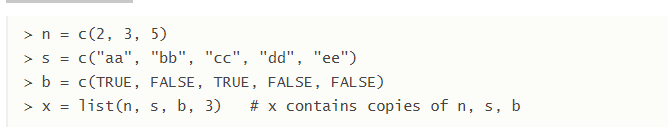 > n = c(2, 3, 5)
> s = c("aa", "bb", "cc", "dd", "ee")
> b = c(TRUE, FALSE, TRUE, FALSE, FALSE)
> x = list(n, s, b, 3)   # x contains copies of n, s, b